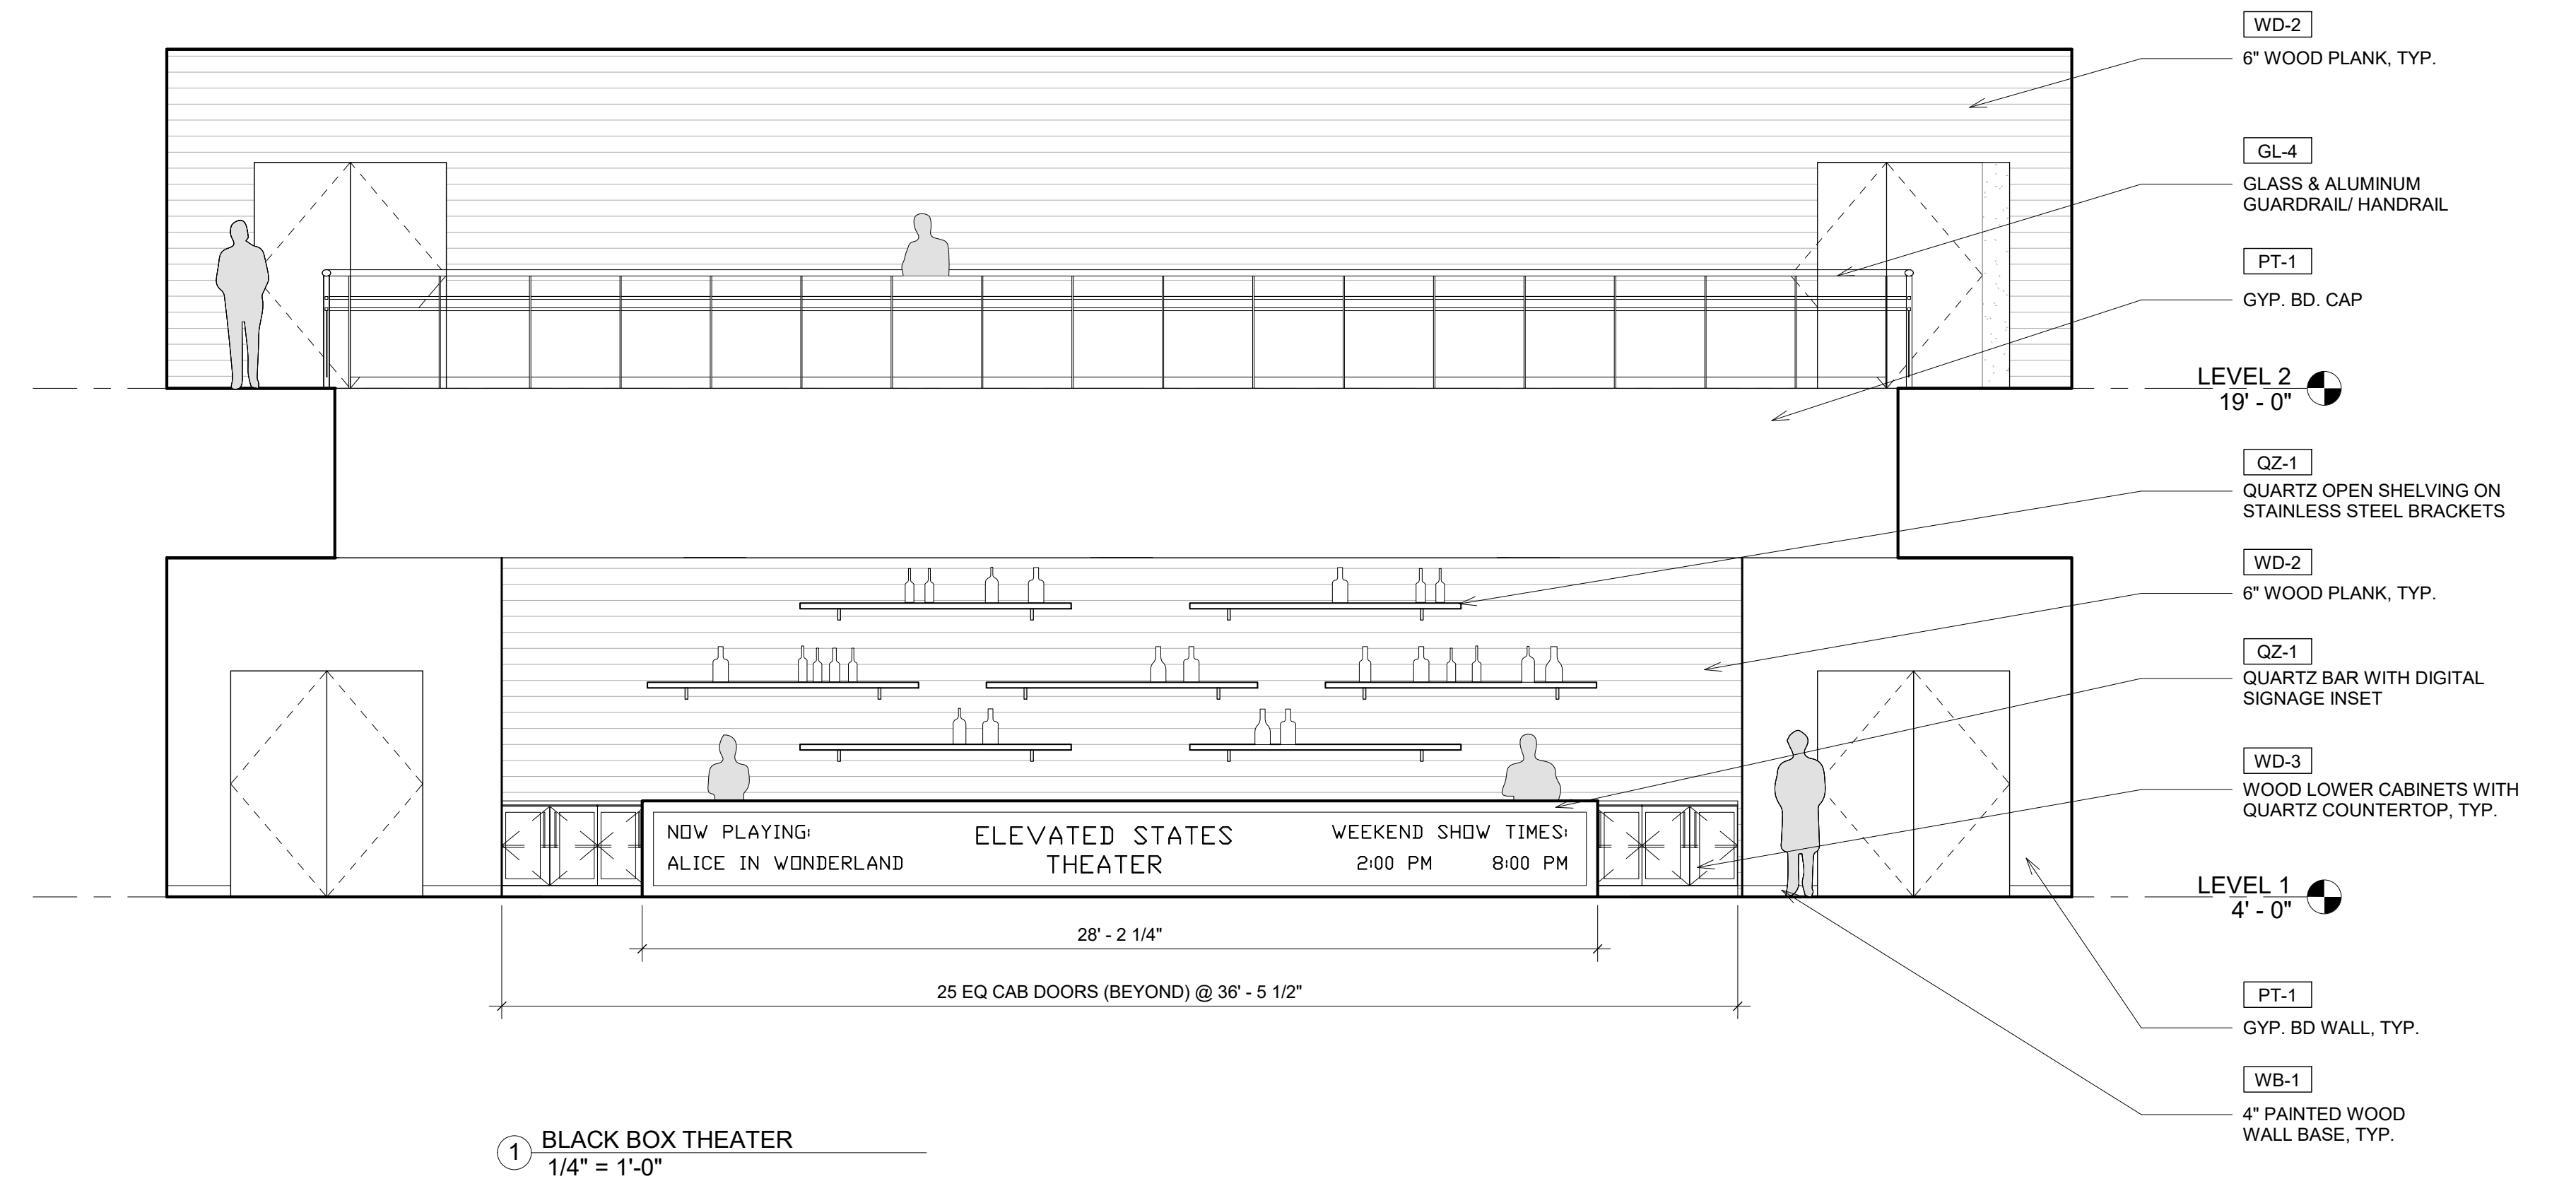 WD-2
6" WOOD PLANK, TYP.
GL-4
GLASS & ALUMINUM
GUARDRAIL/ HANDRAIL
PT-1
GYP. BD. CAP
LEVEL 2
19' - 0"
QZ-1
QUARTZ OPEN SHELVING ON
STAINLESS STEEL BRACKETS
WD-2
6" WOOD PLANK, TYP.
QZ-1
QUARTZ BAR WITH DIGITAL
SIGNAGE INSET
WD-3
WOOD LOWER CABINETS WITH
QUARTZ COUNTERTOP, TYP.
NOW PLAYING:
ALICE IN WONDERLAND
ELEVATED STATES
THEATER
WEEKEND SHOW TIMES:
2:00 PM 8:00 PM
LEVEL 1
4' - 0"
28' - 2 1/4"
25 EQ CAB DOORS (BEYOND) @ 36' - 5 1/2"
PT-1
GYP. BD WALL, TYP.
WB-1
4" PAINTED WOOD
WALL BASE, TYP.
1 BLACK BOX THEATER
1/4" = 1'-0"